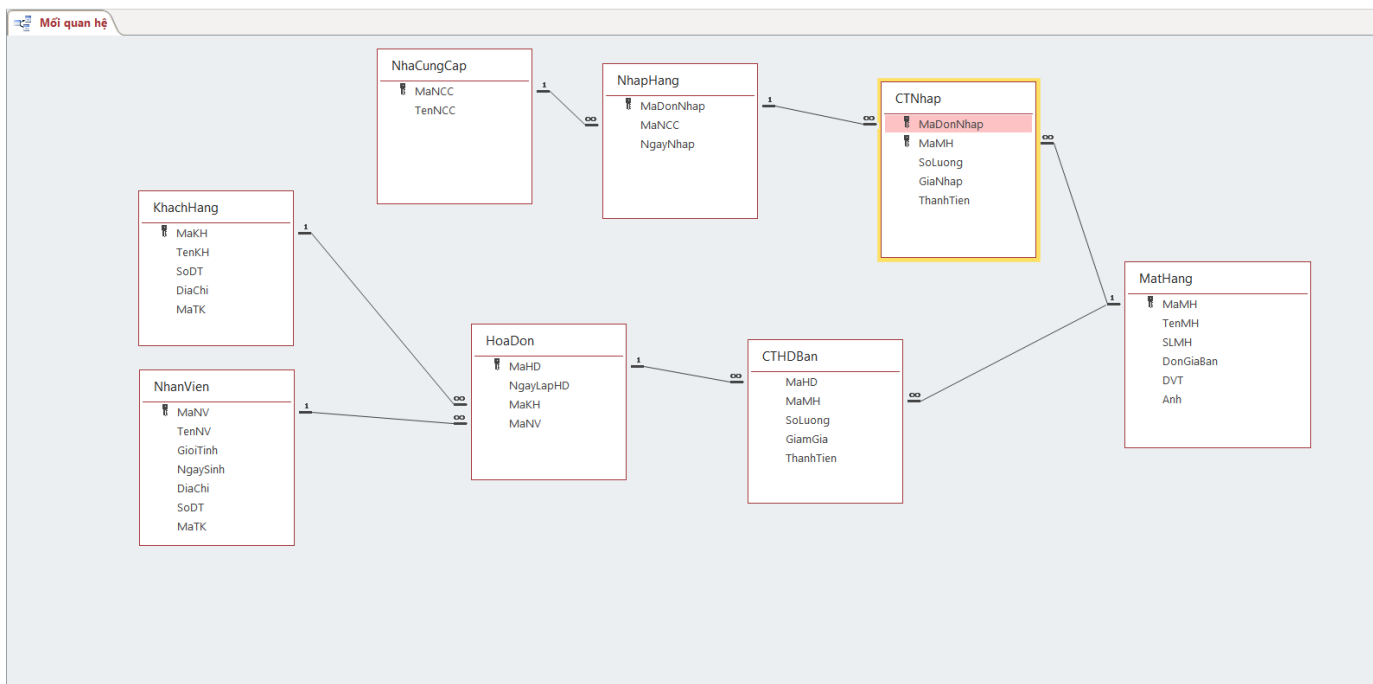 Mối quan hệ
NhaCungCap
MaNCC
TenNCC
1
∞
NhapHang
MaDonNhap
MaNCC
NgayNhap
1
∞
CTNhap
MaDonNhap
MaMH
SoLuong
GiaNhap
ThanhTien
∞
KhachHang
MaKH
TenKH
SoDT
DiaChi
MaTK
1
MatHang
MaMH
TenMH
SLMH
DonGiaBan
DVT
Anh
1
NhanVien
MaNV
TenNV
GioiTinh
NgaySinh
DiaChi
SoDT
MaTK
1
∞
∞
HoaDon
MaHD
NgayLapHD
MaKH
MaNV
1
∞
CTHDBan
MaHD
MaMH
SoLuong
GiamGia
ThanhTien
∞